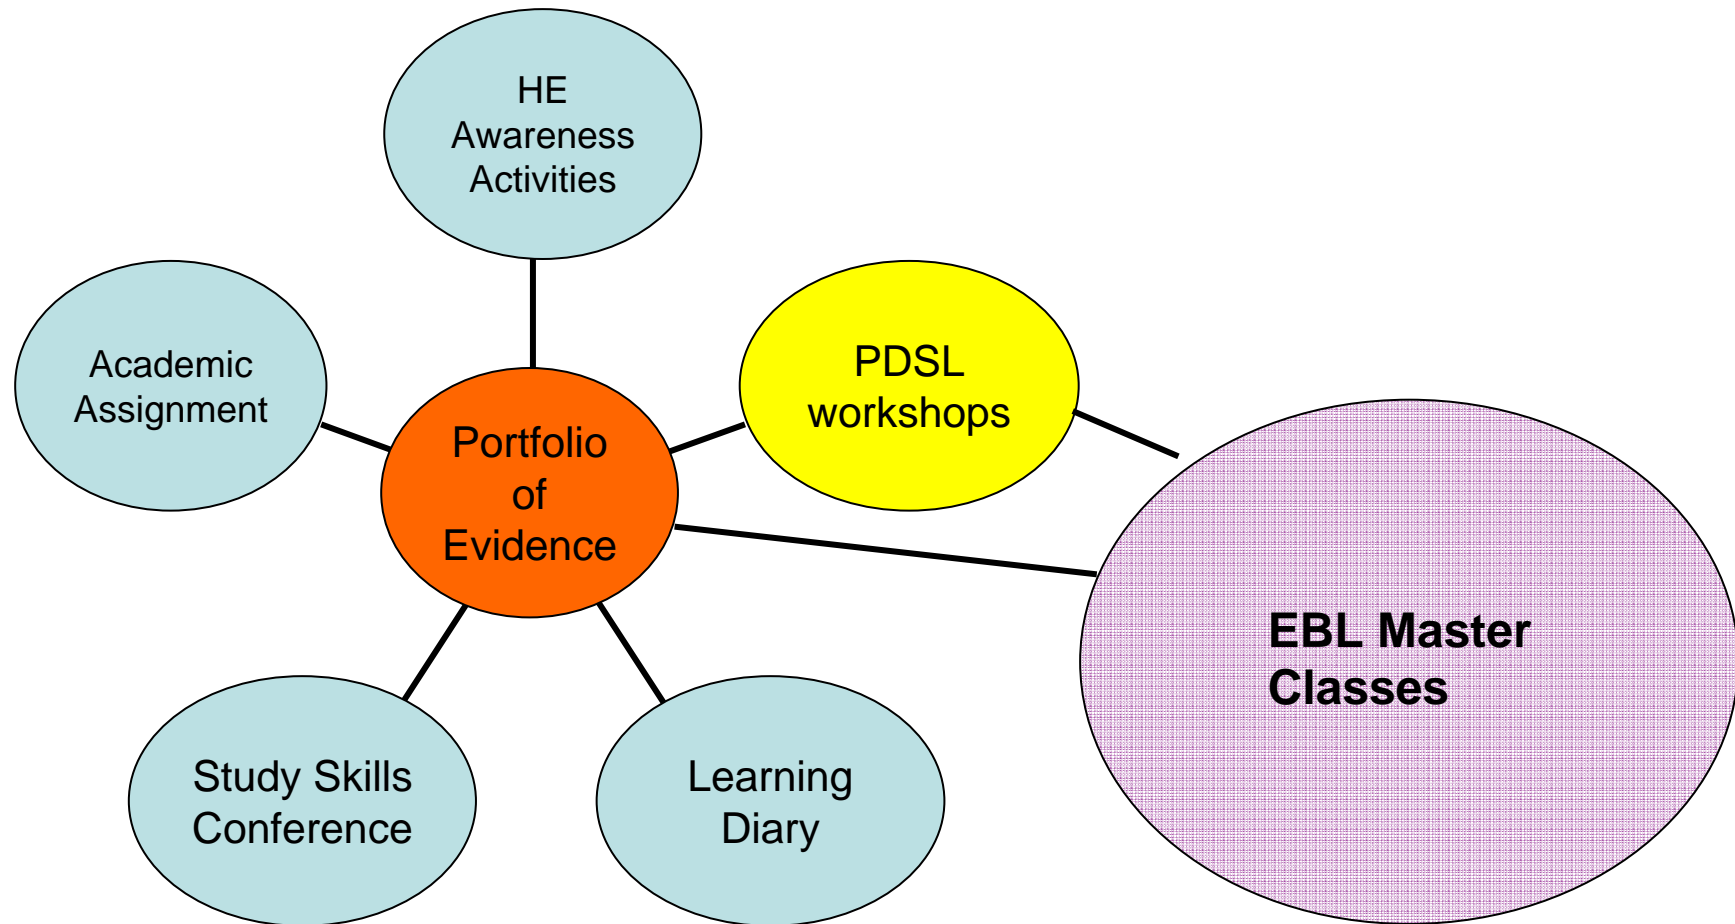 HE
Awareness
Activities
Academic
Assignment
PDSL
workshops
Portfolio
of
Evidence
EBL Master
Classes
Study Skills
Conference
Learning
Diary